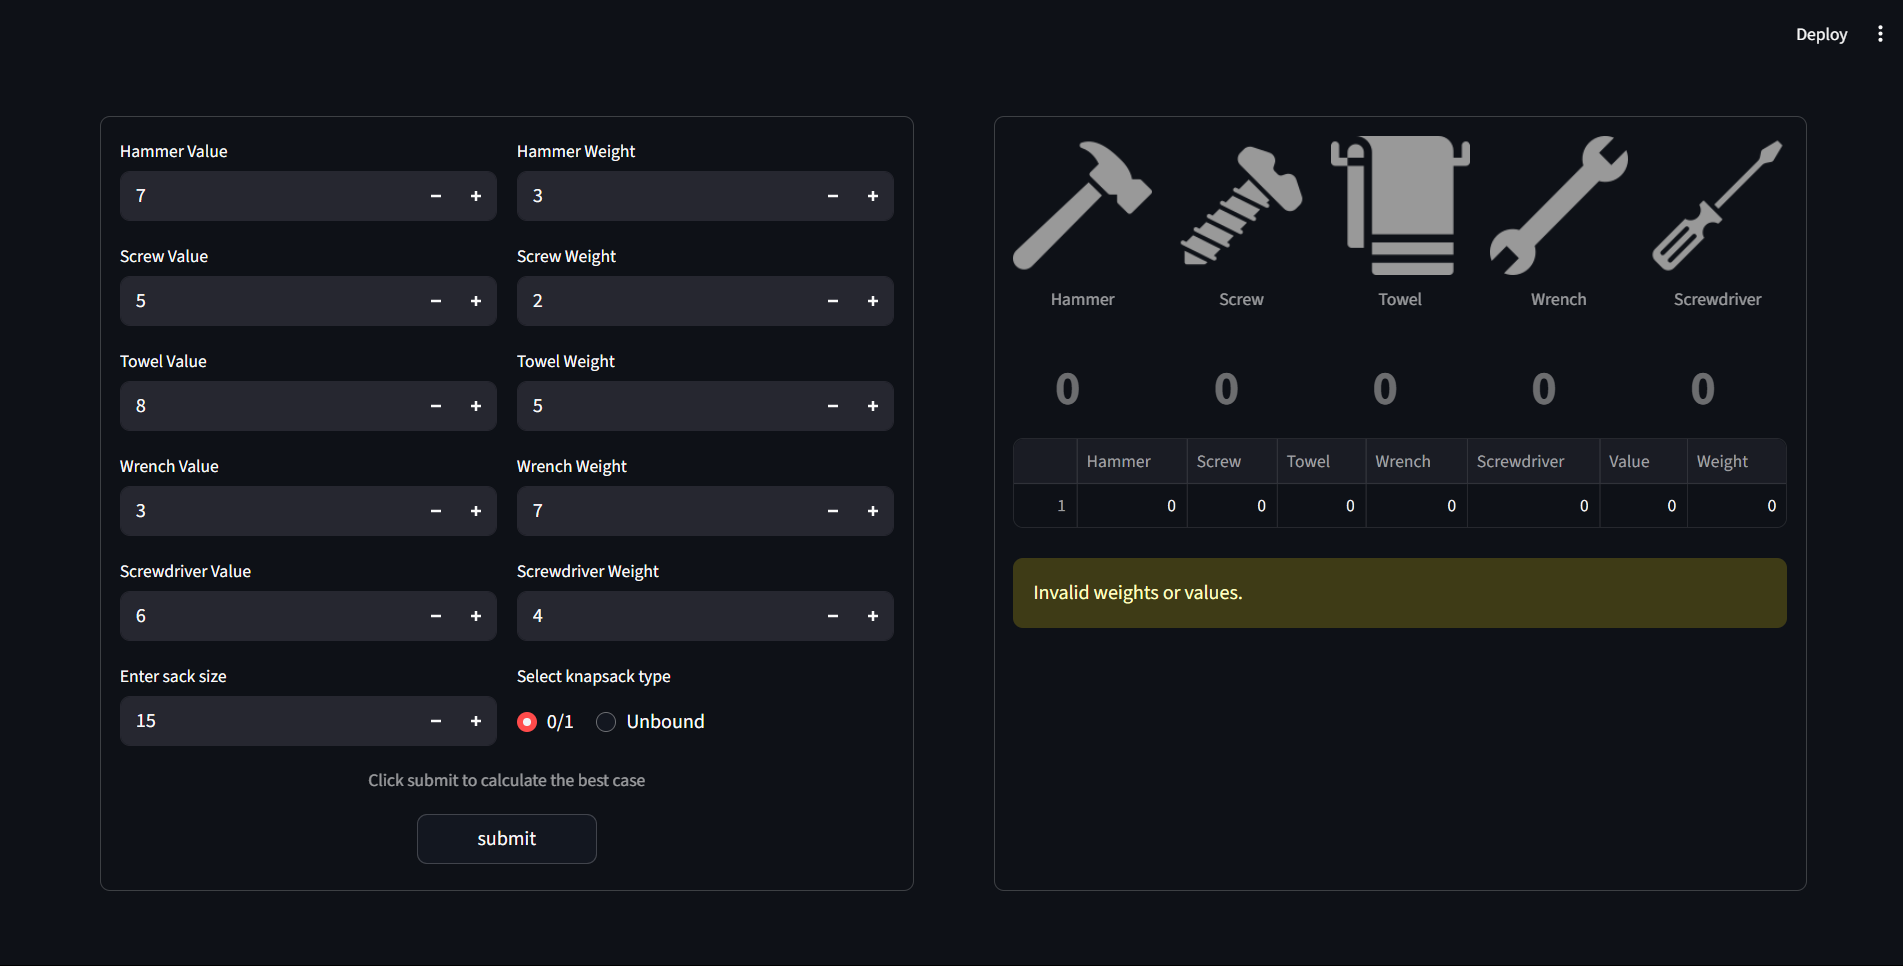 Deploy
Hammer Value
Hammer Weight
7
3
Screw Value
Screw Weight
5
2
Towel Value
Towel Weight
8
5
Wrench Value
Wrench Weight
3
7
Screwdriver Value
Screwdriver Weight
6
4
Enter sack size
Select knapsack type
15
0/1 Unbound
Click submit to calculate the best case
submit
Hammer Screw Towel Wrench Screwdriver
0 0 0 0 0
Hammer Screw Towel Wrench Screwdriver Value Weight
1 0 0 0 0 0 0 0
Invalid weights or values.